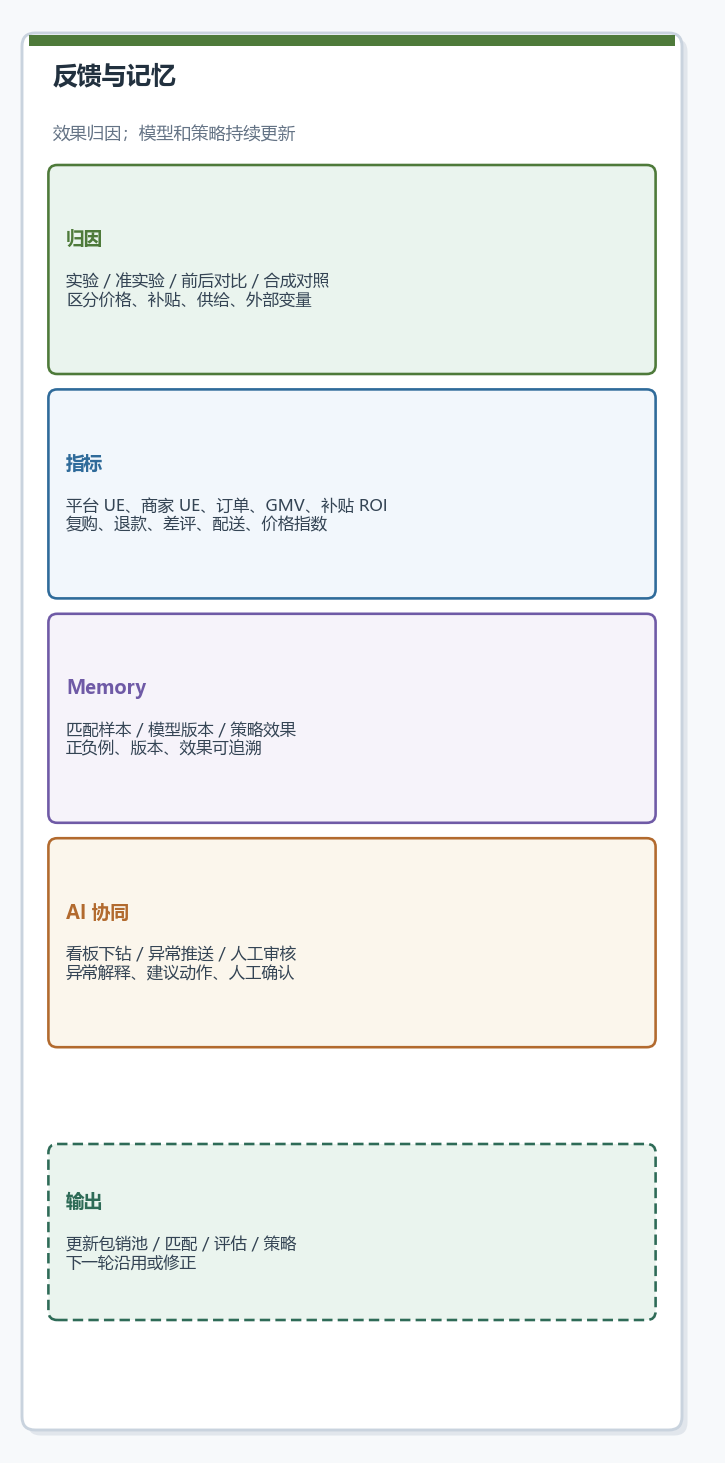 反馈与记忆
效果归因；模型和策略持续更新
归因
实验 / 准实验 / 前后对比 / 合成对照
区分价格、补贴、供给、外部变量
指标
平台 UE、商家 UE、订单、GMV、补贴 ROI
复购、退款、差评、配送、价格指数
Memory
匹配样本 / 模型版本 / 策略效果
正负例、版本、效果可追溯
AI 协同
看板下钻 / 异常推送 / 人工审核
异常解释、建议动作、人工确认
输出
更新包销池 / 匹配 / 评估 / 策略
下一轮沿用或修正